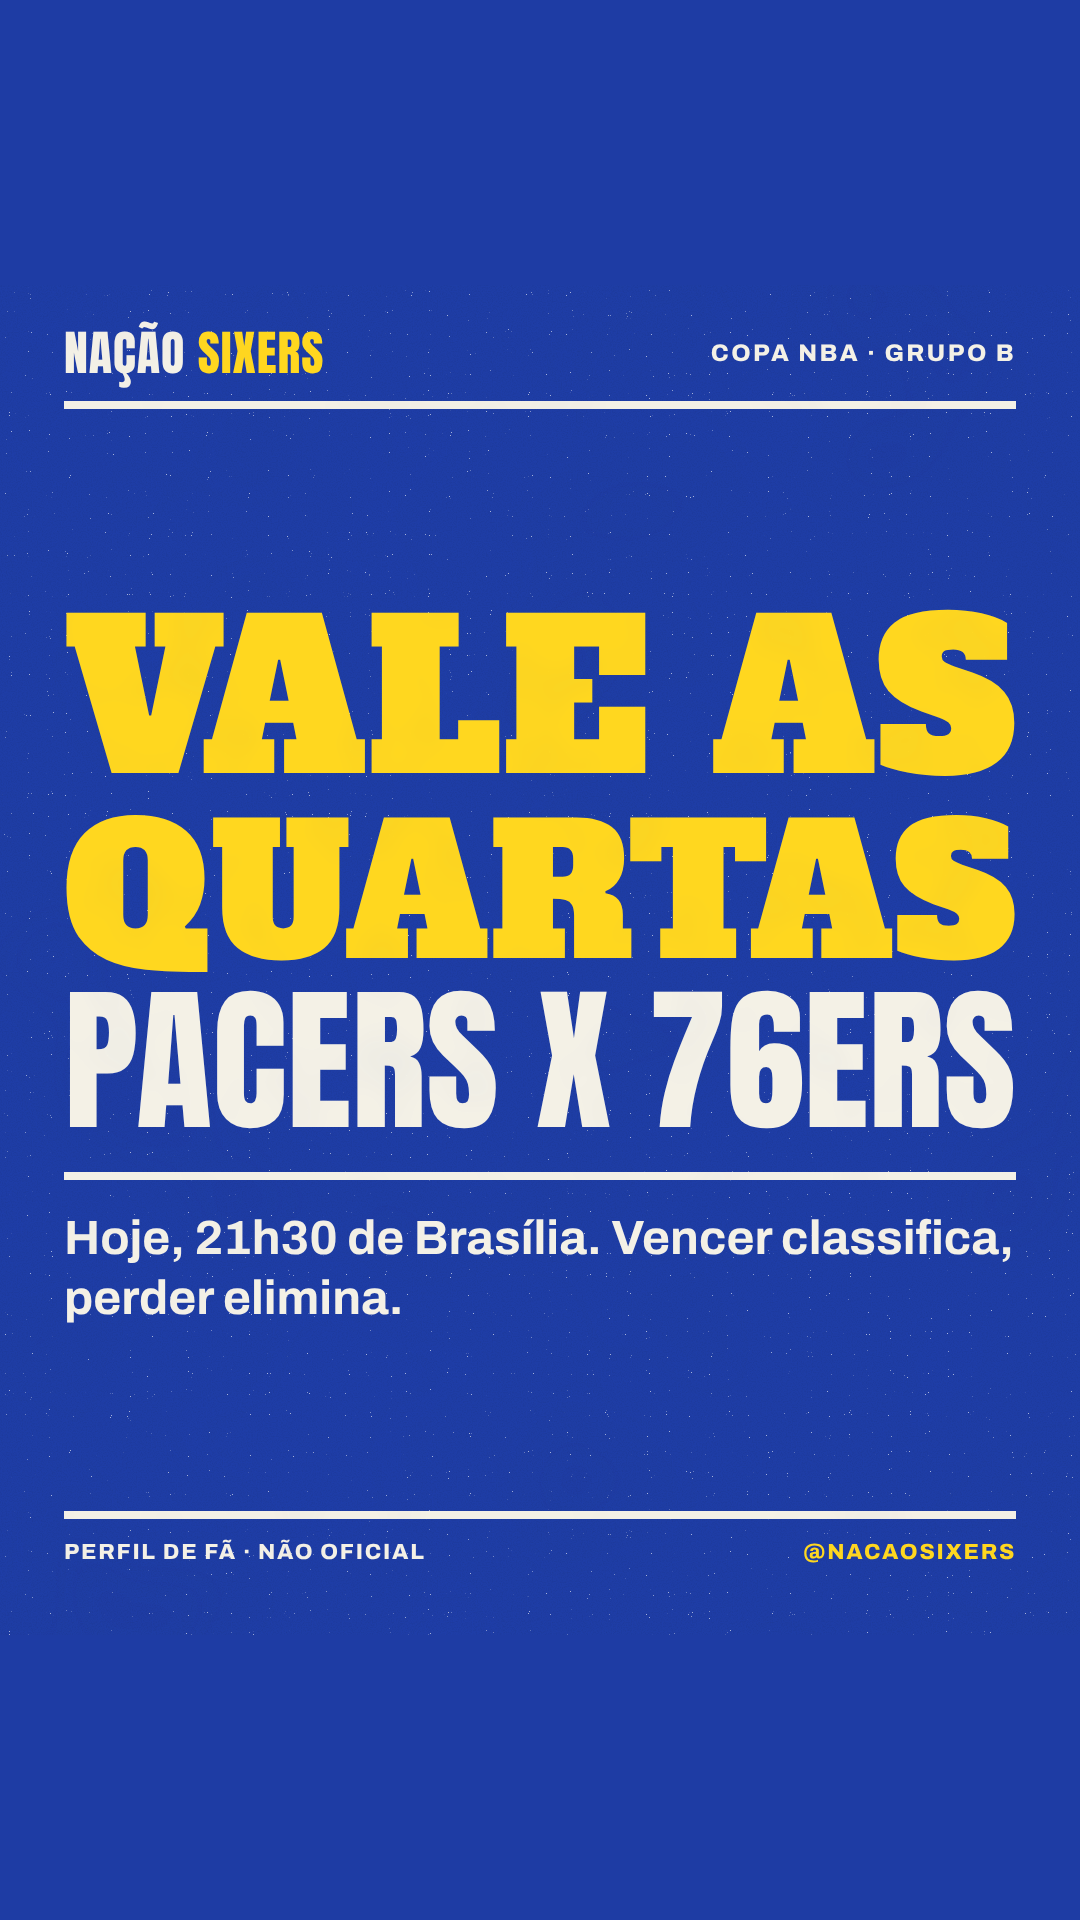 NAÇÃO SIXERS
COPA NBA · GRUPO B
VALE AS
QUARTAS
PACERS X 76ERS
Hoje, 21h30 de Brasília. Vencer classifica,
perder elimina.
PERFIL DE FÃ · NÃO OFICIAL
@NACAOSIXERS